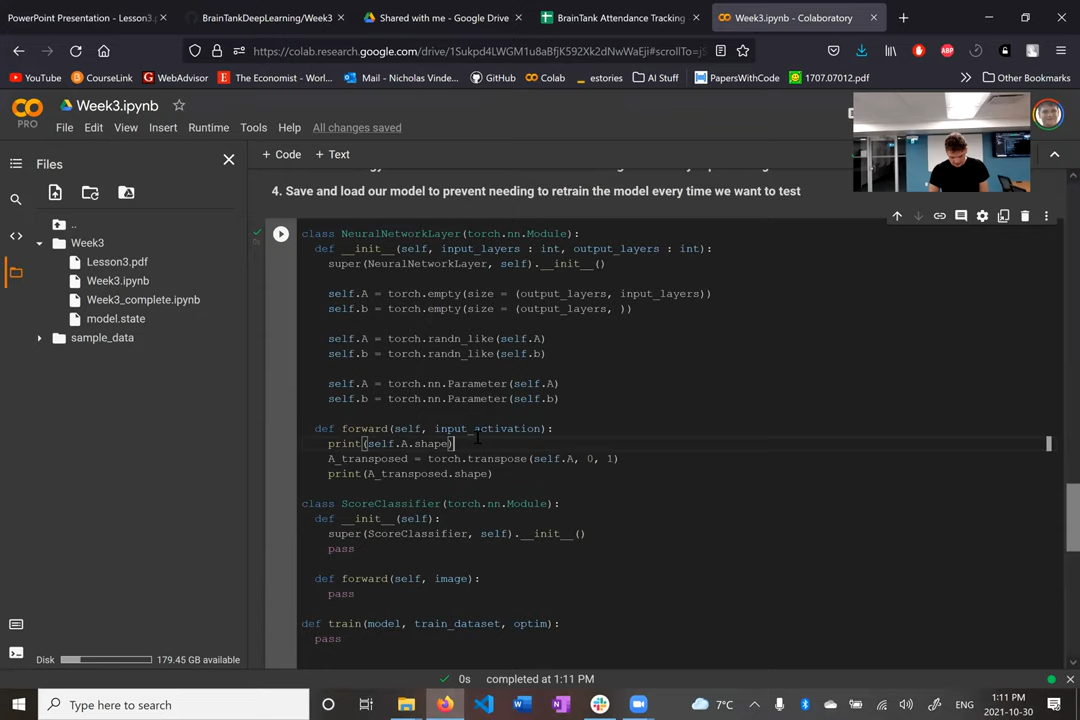 PowerPoint Presentation - Lesson3.
BrainTankDeepLearning/Week3
Shared with me - Google Drive
BrainTank Attendance Tracking
Week3.ipynb - Colaboratory
https://colab.research.google.com/drive/1Sukpd4LWGM1u8aBfjK592Xk2dNwWaEji#scrollTo=j5
YouTube
CourseLink
WebAdvisor
The Economist - Worl...
Mail - Nicholas Vinde...
GitHub
Colab
_estories
AI Stuff
PapersWithCode
1707.07012.pdf
Other Bookmarks
CO
PRO
Week3.ipynb
File Edit View Insert Runtime Tools Help All changes saved
Files
+ Code + Text
..
Week3
Lesson3.pdf
Week3.ipynb
Week3_complete.ipynb
model.state
sample_data
4. Save and load our model to prevent needing to retrain the model every time we want to test
0s
class NeuralNetworkLayer(torch.nn.Module):
def __init__(self, input_layers : int, output_layers : int):
super(NeuralNetworkLayer, self).__init__()
self.A = torch.empty(size = (output_layers, input_layers))
self.b = torch.empty(size = (output_layers, ))
self.A = torch.randn_like(self.A)
self.b = torch.randn_like(self.b)
self.A = torch.nn.Parameter(self.A)
self.b = torch.nn.Parameter(self.b)
def forward(self, input_activation):
print(self.A.shape)
A_transposed = torch.transpose(self.A, 0, 1)
print(A_transposed.shape)
class ScoreClassifier(torch.nn.Module):
def __init__(self):
super(ScoreClassifier, self).__init__()
pass
def forward(self, image):
pass
def train(model, train_dataset, optim):
pass
Disk 179.45 GB available
0s completed at 1:11 PM
Type here to search
7°C
ENG
1:11 PM
2021-10-30